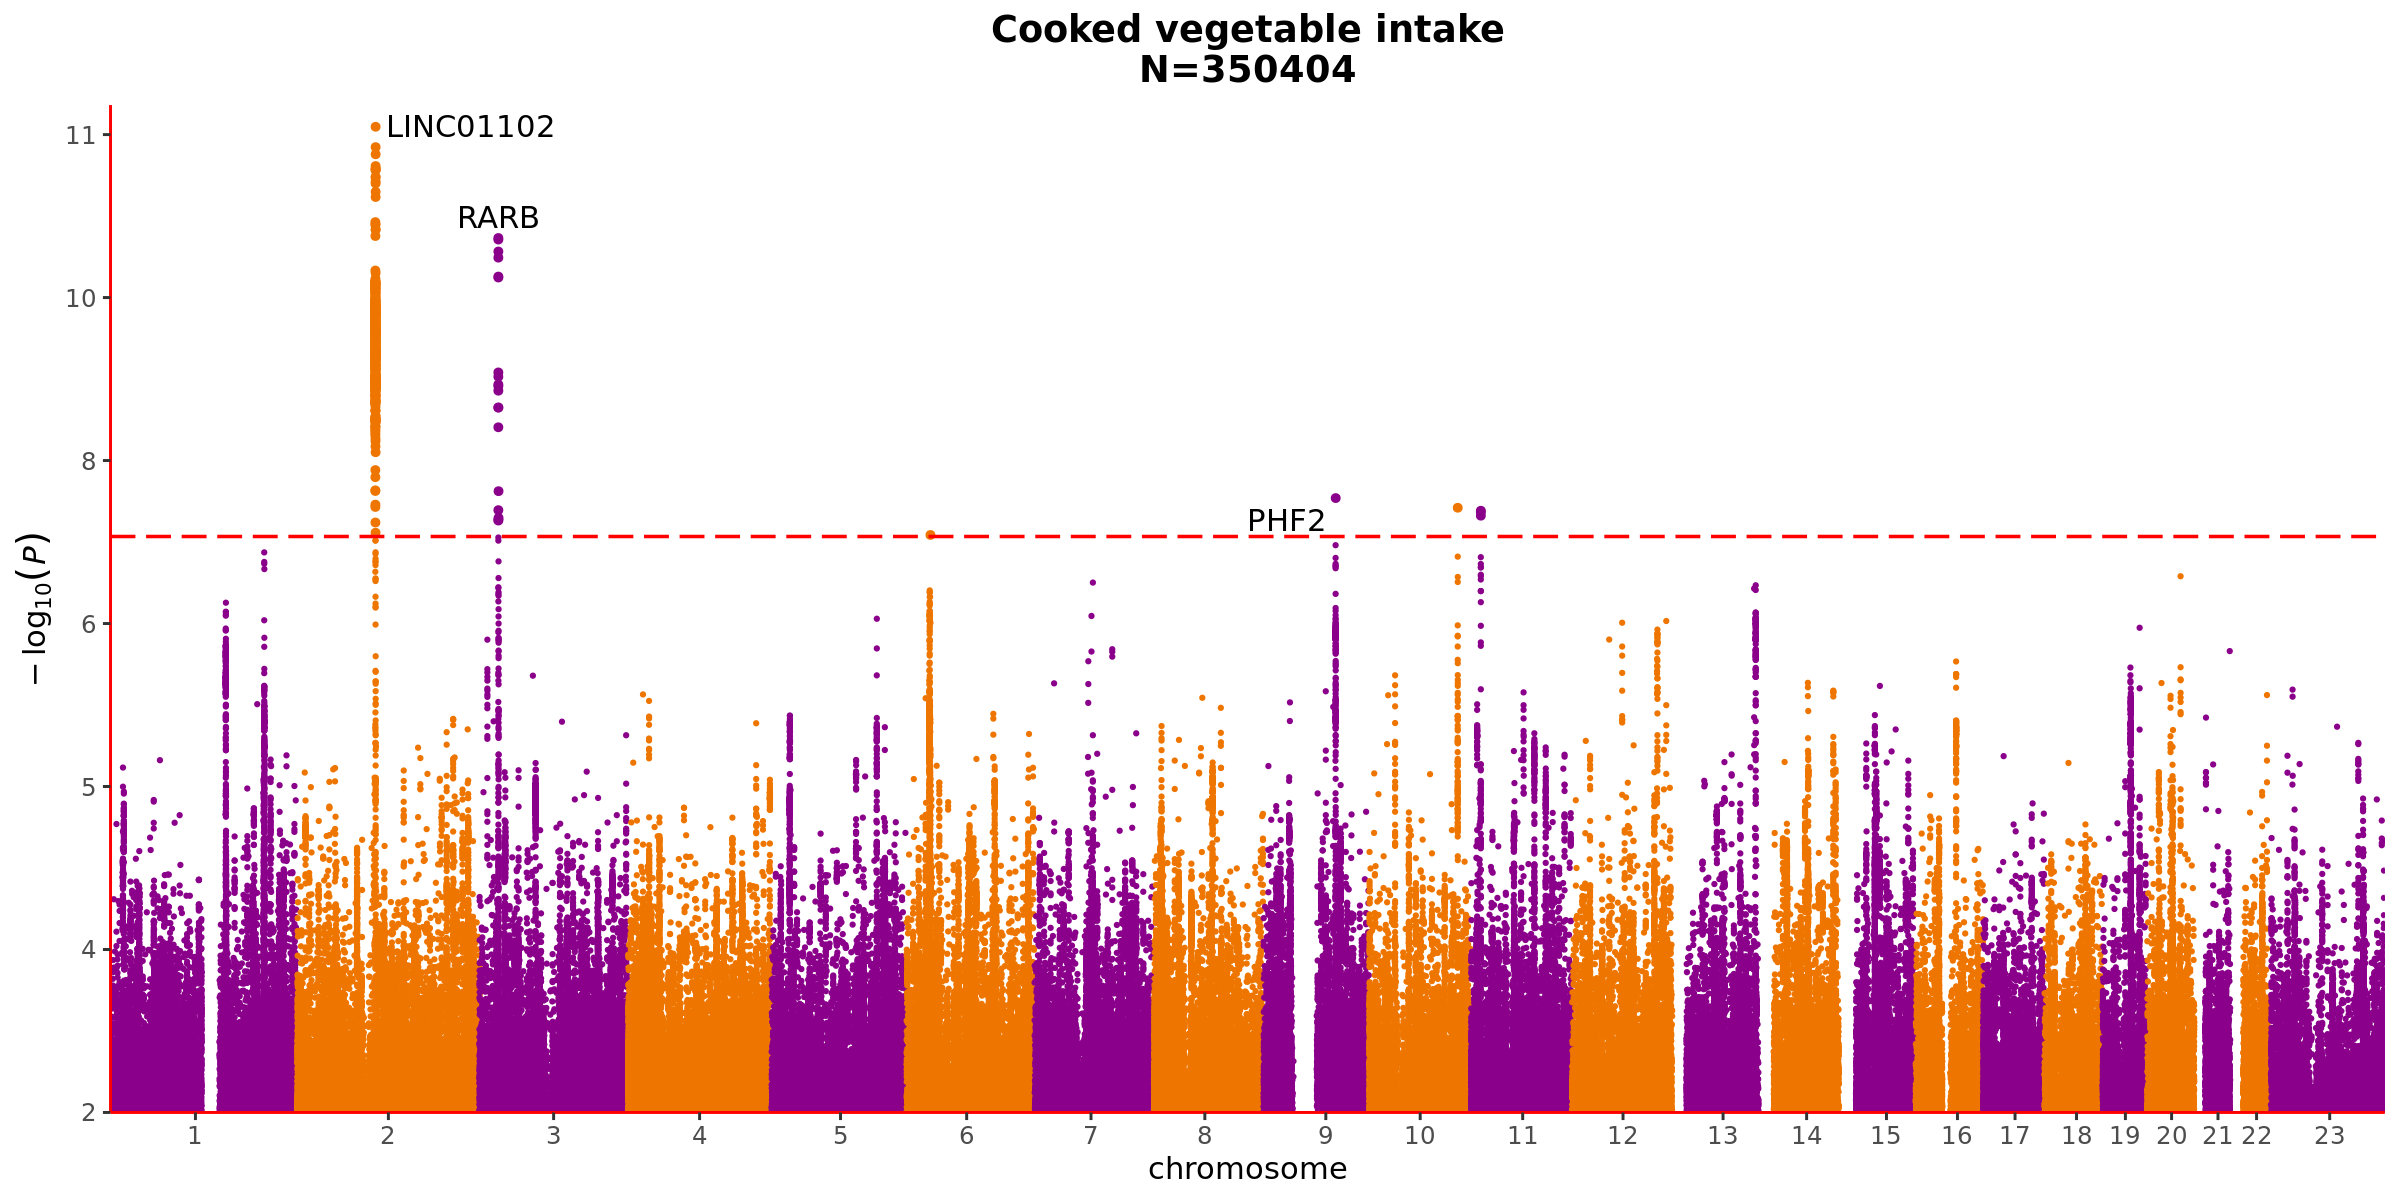 Cooked vegetable intake
N=350404
LINC01102
RARB
PHF2
11
10
8
6
5
4
2
−log10(P)
1 2 3 4 5 6 7 8 9 10 11 12 13 14 15 16 17 18 19 20 21 22 23
chromosome